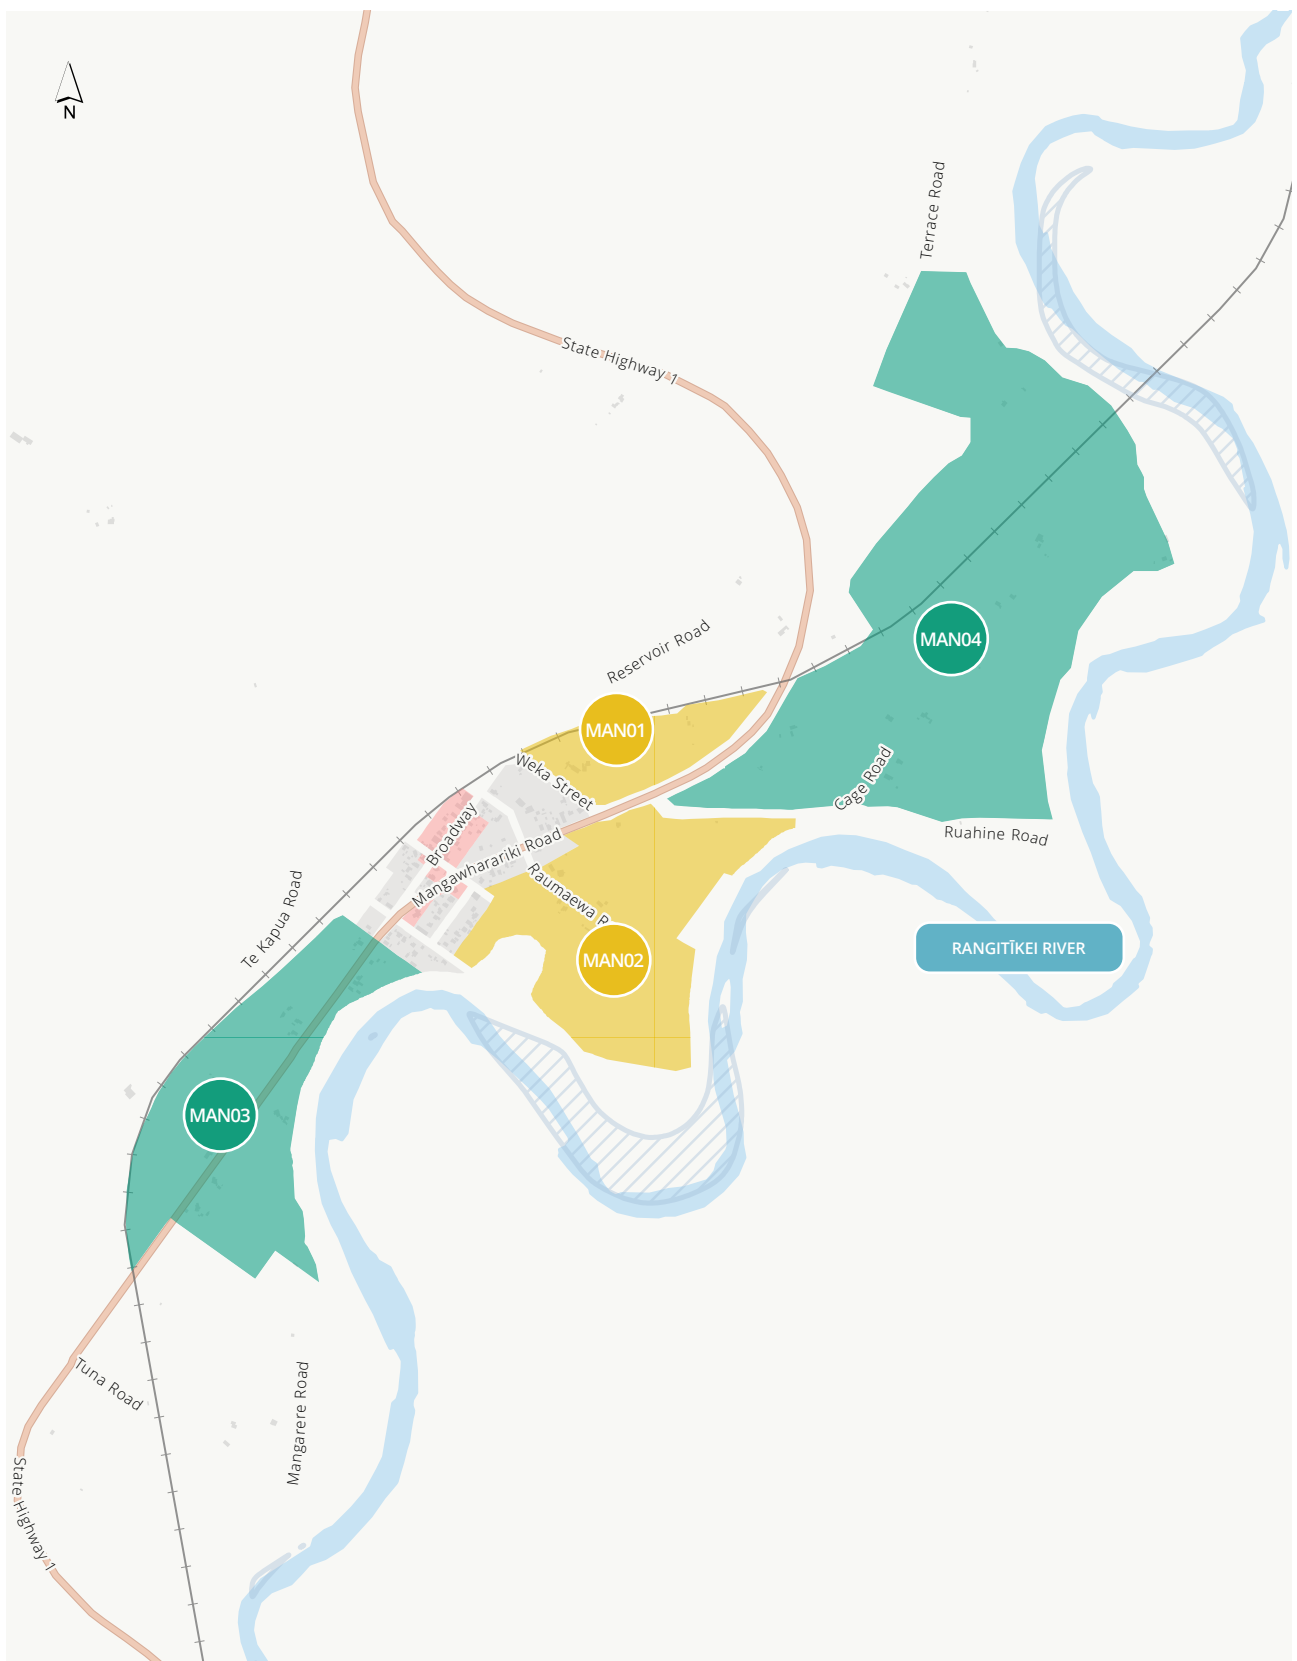 N
Terrace Road
State Highway 1
Reservoir Road
MAN04
MAN01
Weka Street
Cage Road
Broadway
Mangawharariki Road
Ruahine Road
Raumaewa R
Te Kapua Road
RANGITĪKEI RIVER
MAN02
MAN03
Tuna Road
Mangarere Road
State Highway 1